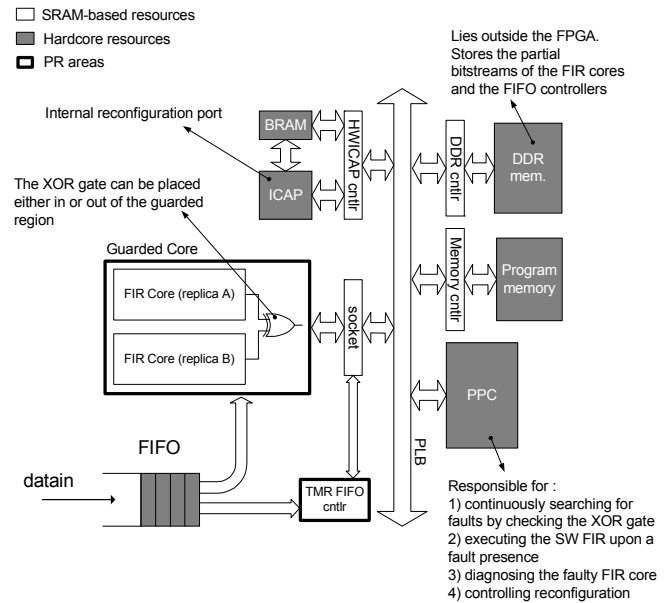 SRAM-based resources
Hardcore resources
PR areas
Lies outside the FPGA.
Stores the partial
bitstreams of the FIR cores
and the FIFO controllers
Internal reconfiguration port
BRAM
ICAP
HWICAP cntlr
DDR cntlr
DDR
mem.
The XOR gate can be placed
either in or out of the guarded
region
Guarded Core
FIR Core (replica A)
FIR Core (replica B)
socket
Memory cntlr
Program
memory
PPC
PLB
FIFO
datain
TMR FIFO
cntlr
Responsible for :
1) continuously searching for
faults by checking the XOR gate
2) executing the SW FIR upon a
fault presence
3) diagnosing the faulty FIR core
4) controlling reconfiguration